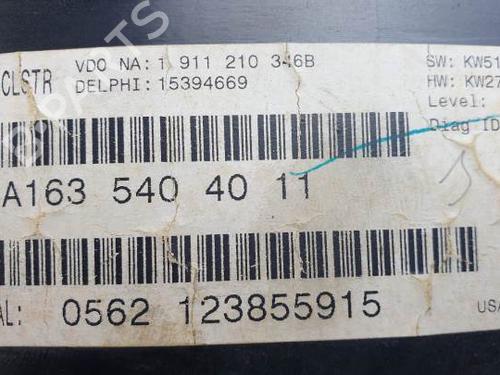 CLSTR
VDO NA: 1 911 210 346B
DELPHI: 15394669
SW: KW51
HW: KW27
Level:
Diag ID
A163 540 40 11
AL: 0562 123855915
USA
B-PARTS